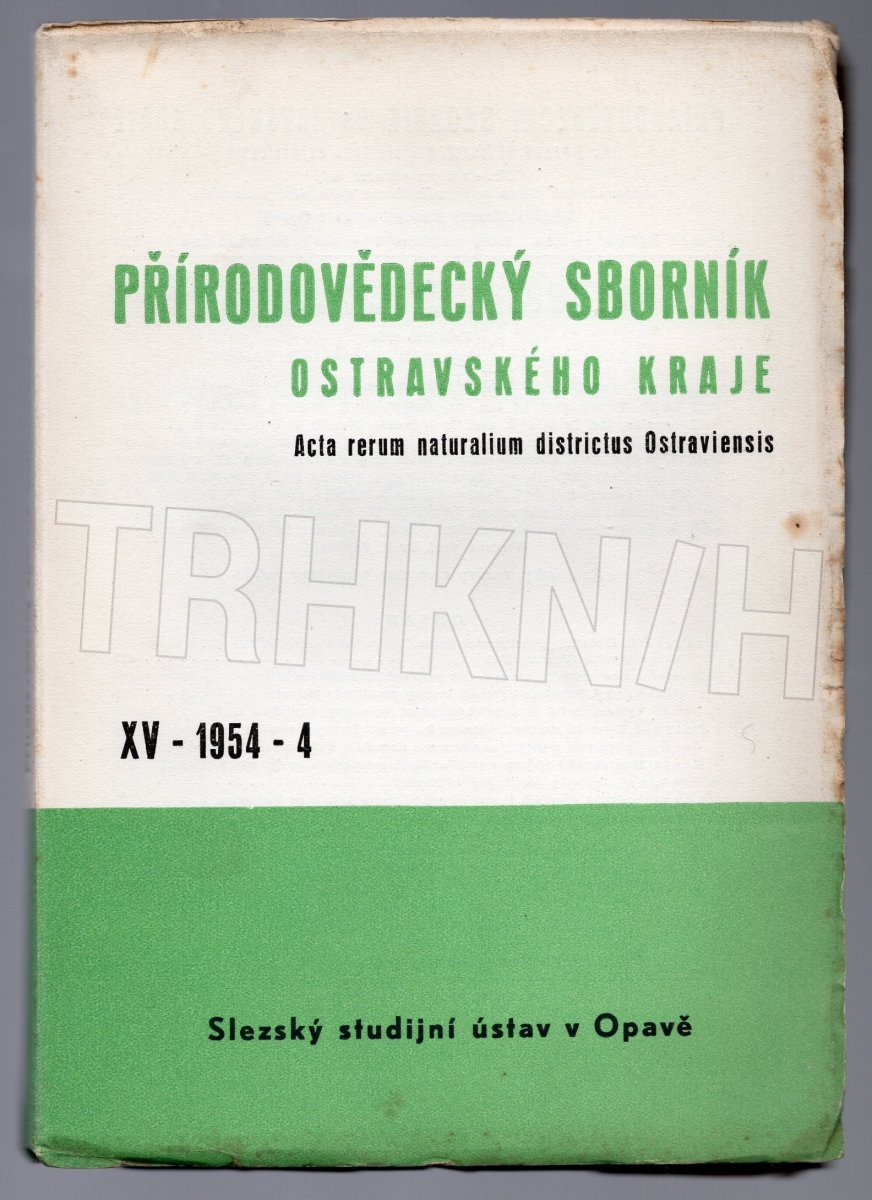 PŘÍRODOVĚDECKÝ SBORNÍK
OSTRAVSKÉHO KRAJE
Acta rerum naturalium districtus Ostraviensis
TRHKN/H
XV - 1954 - 4
Slezský studijní ústav v Opavě